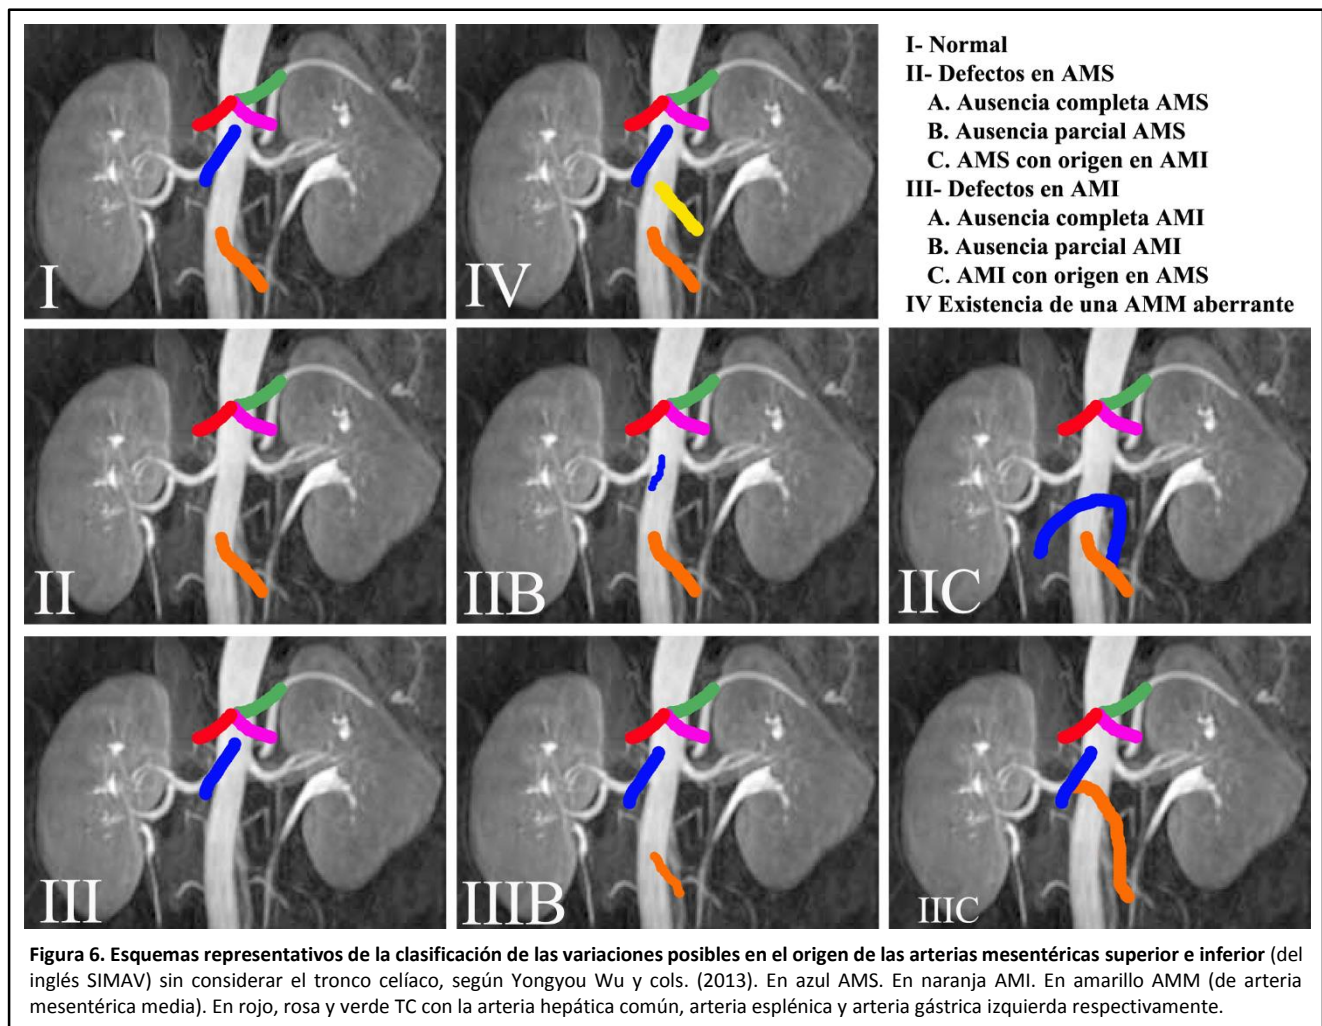 I
IV
I- Normal
II- Defectos en AMS
A. Ausencia completa AMS
B. Ausencia parcial AMS
C. AMS con origen en AMI
III- Defectos en AMI
A. Ausencia completa AMI
B. Ausencia parcial AMI
C. AMI con origen en AMS
IV Existencia de una AMM aberrante
II
IIB
IIC
III
IIIB
IIIC
Figura 6. Esquemas representativos de la clasificación de las variaciones posibles en el origen de las arterias mesentéricas superior e inferior (del
inglés SIMAV) sin considerar el tronco celíaco, según Yongyou Wu y cols. (2013). En azul AMS. En naranja AMI. En amarillo AMM (de arteria
mesentérica media). En rojo, rosa y verde TC con la arteria hepática común, arteria esplénica y arteria gástrica izquierda respectivamente.